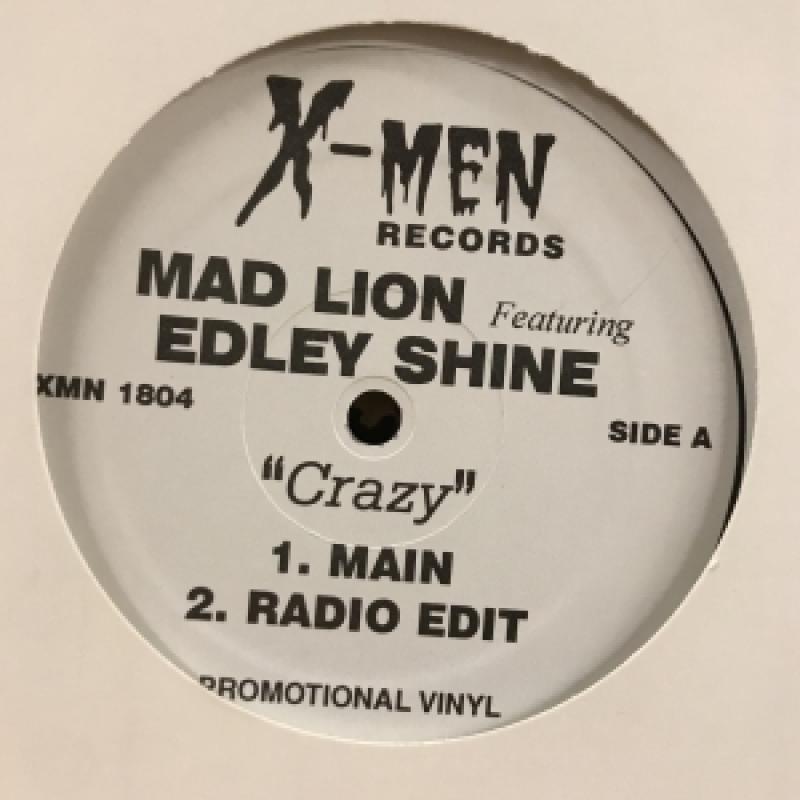 X-MEN
RECORDS
MAD LION Featuring
EDLEY SHINE
XMN 1804
SIDE A
"Crazy"
1. MAIN
2. RADIO EDIT
PROMOTIONAL VINYL